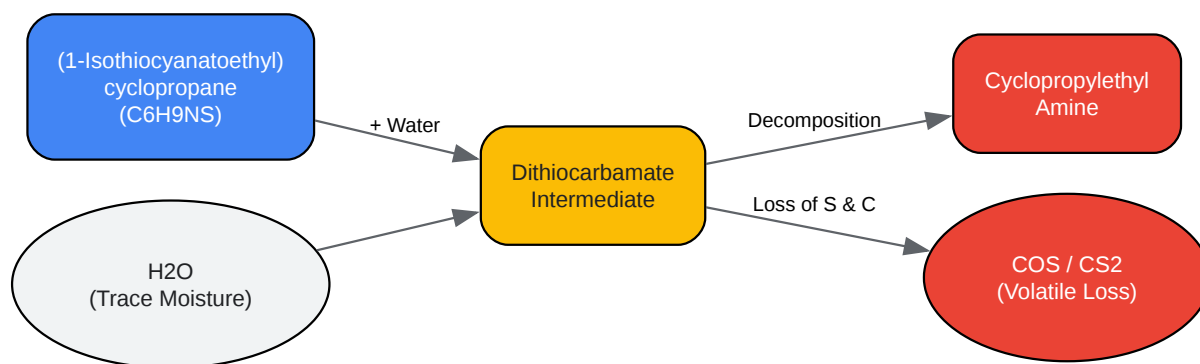 (1-Isothiocyanatoethyl)
cyclopropane
(C6H9NS)
+ Water
H2O
(Trace Moisture)
Dithiocarbamate
Intermediate
Decomposition
Loss of S & C
Cyclopropylethyl
Amine
COS / CS2
(Volatile Loss)